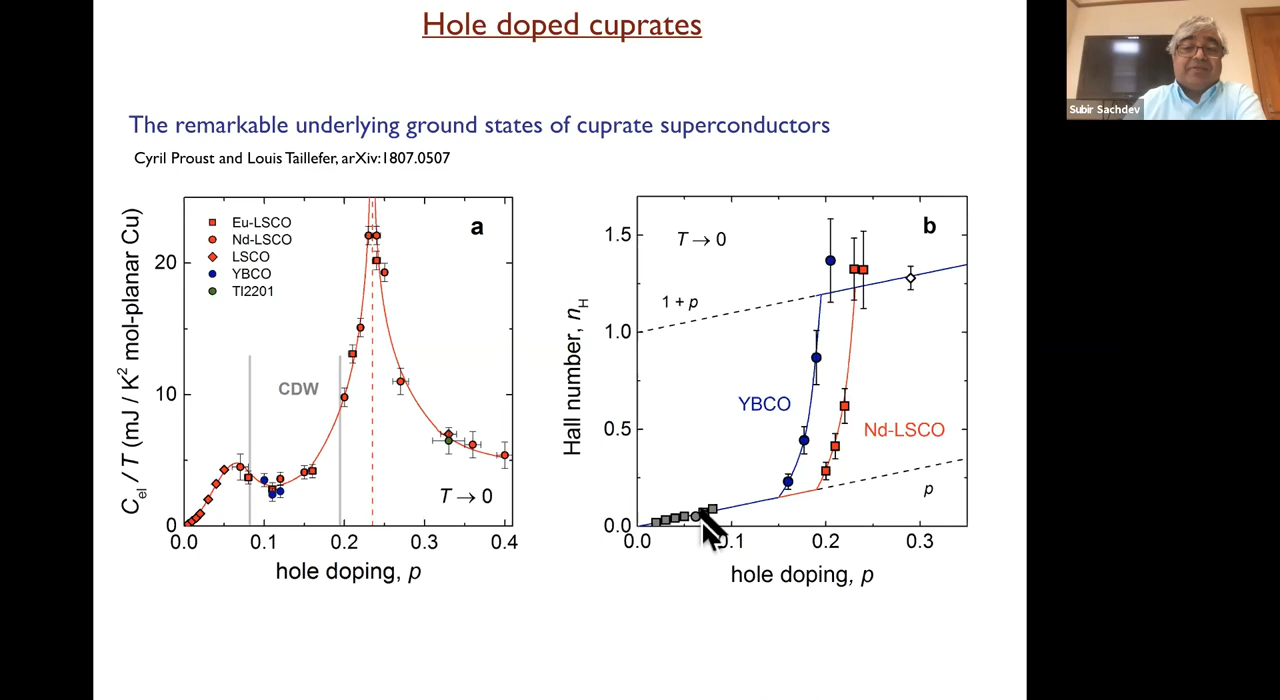 Hole doped cuprates
Subir Sachdev
The remarkable underlying ground states of cuprate superconductors
Cyril Proust and Louis Taillefer, arXiv:1807.0507
a
Eu-LSCO
Nd-LSCO
LSCO
YBCO
Tl2201
CDW
T → 0
C_el / T (mJ / K² mol-planar Cu)
20
10
0
0.0 0.1 0.2 0.3 0.4
hole doping, p
b
T → 0
1 + p
YBCO
Nd-LSCO
p
Hall number, n_H
1.5
1.0
0.5
0.0
0.0 0.1 0.2 0.3
hole doping, p